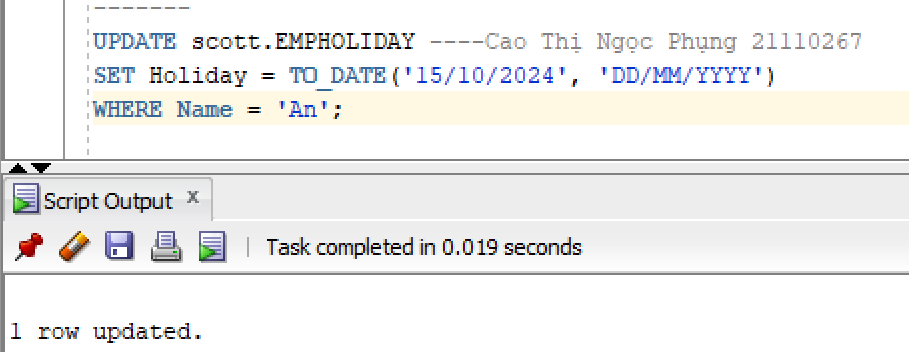 -------
UPDATE scott.EMPHOLIDAY ----Cao Thị Ngọc Phụng 21110267
SET Holiday = TO_DATE('15/10/2024', 'DD/MM/YYYY')
WHERE Name = 'An';
Script Output x
Task completed in 0.019 seconds
1 row updated.